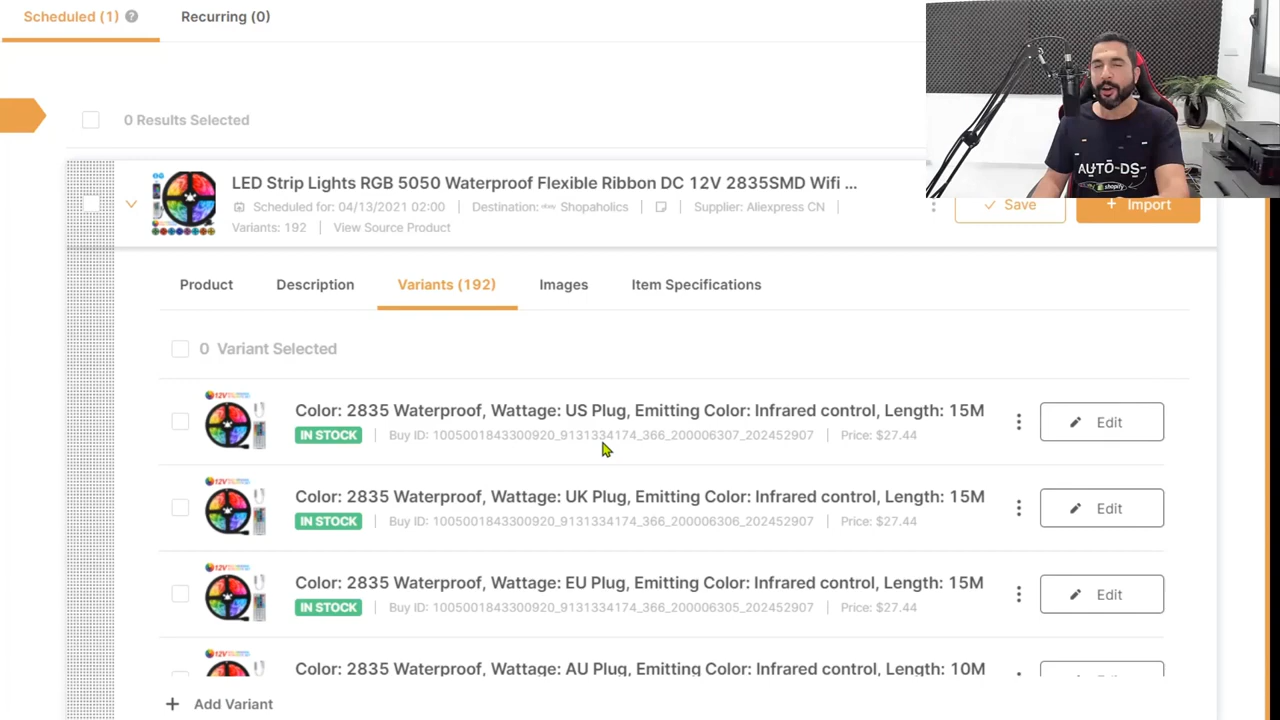 Scheduled (1) ?
Recurring (0)
0 Results Selected
LED Strip Lights RGB 5050 Waterproof Flexible Ribbon DC 12V 2835SMD Wifi ...
Scheduled for: 04/13/2021 02:00 | Destination: ebay Shopaholics | Supplier: Aliexpress CN |
Variants: 192 | View Source Product
Save
+ Import
AUTO-DS
shopify
Product
Description
Variants (192)
Images
Item Specifications
0 Variant Selected
12V
Color: 2835 Waterproof, Wattage: US Plug, Emitting Color: Infrared control, Length: 15M
IN STOCK | Buy ID: 1005001843300920_9131334174_366_200006307_202452907 | Price: $27.44
Edit
12V
Color: 2835 Waterproof, Wattage: UK Plug, Emitting Color: Infrared control, Length: 15M
IN STOCK | Buy ID: 1005001843300920_9131334174_366_200006306_202452907 | Price: $27.44
Edit
12V
Color: 2835 Waterproof, Wattage: EU Plug, Emitting Color: Infrared control, Length: 15M
IN STOCK | Buy ID: 1005001843300920_9131334174_366_200006305_202452907 | Price: $27.44
Edit
12V
Color: 2835 Waterproof, Wattage: AU Plug, Emitting Color: Infrared control, Length: 10M
+ Add Variant